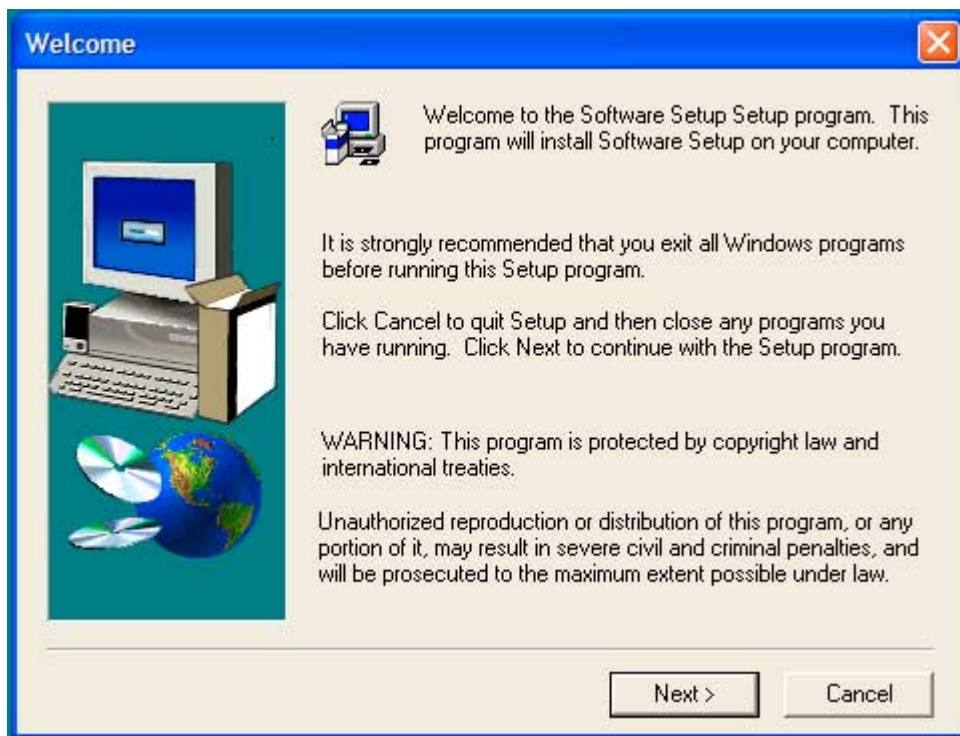 Welcome
Welcome to the Software Setup Setup program. This
program will install Software Setup on your computer.
It is strongly recommended that you exit all Windows programs
before running this Setup program.
Click Cancel to quit Setup and then close any programs you
have running. Click Next to continue with the Setup program.
WARNING: This program is protected by copyright law and
international treaties.
Unauthorized reproduction or distribution of this program, or any
portion of it, may result in severe civil and criminal penalties, and
will be prosecuted to the maximum extent possible under law.
Next >
Cancel